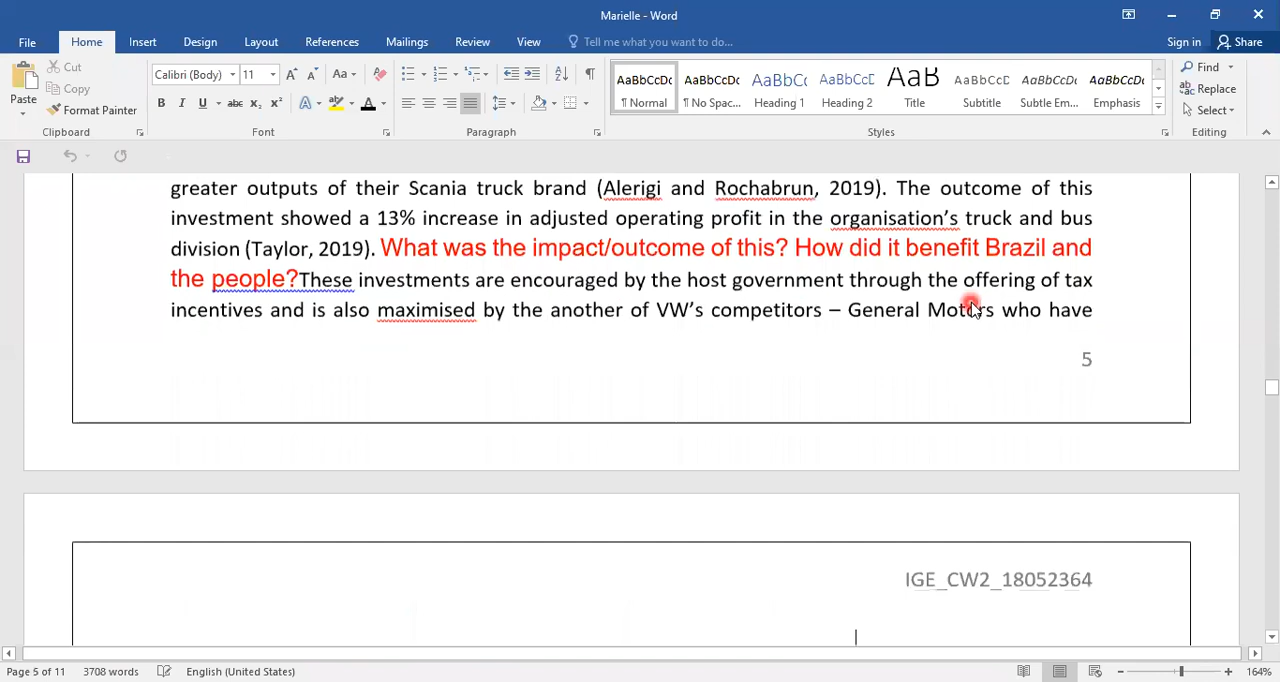 Marielle - Word
File Home Insert Design Layout References Mailings Review View Tell me what you want to do... Sign in Share
Paste Cut Copy Format Painter Clipboard
Calibri (Body) 11 Aa B I U abc x₂ x² A A Font
Paragraph
AaBbCcDc AaBbCcDc AaBbCc AaBbCcD AaB AaBbCcD AaBbCcDc AaBbCcDc
¶ Normal ¶ No Spac... Heading 1 Heading 2 Title Subtitle Subtle Em... Emphasis
Styles
Find Replace Select Editing
greater outputs of their Scania truck brand (Alerigi and Rochabrun, 2019). The outcome of this
investment showed a 13% increase in adjusted operating profit in the organisation's truck and bus
division (Taylor, 2019). What was the impact/outcome of this? How did it benefit Brazil and
the people?These investments are encouraged by the host government through the offering of tax
incentives and is also maximised by the another of VW's competitors – General Motors who have
5
IGE_CW2_18052364
Page 5 of 11 3708 words English (United States) 164%